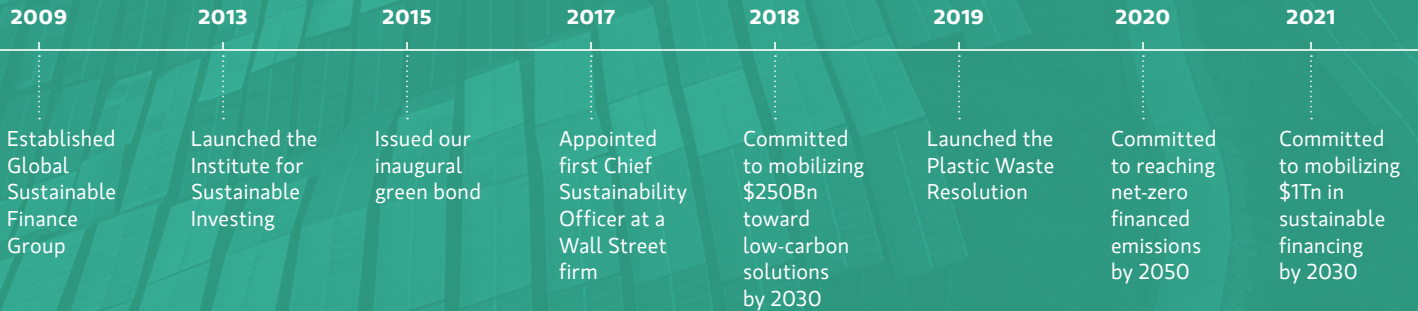 2009
Established
Global
Sustainable
Finance
Group
2013
Launched the
Institute for
Sustainable
Investing
2015
Issued our
inaugural
green bond
2017
Appointed
first Chief
Sustainability
Officer at a
Wall Street
firm
2018
Committed
to mobilizing
$250Bn
toward
low-carbon
solutions
by 2030
2019
Launched the
Plastic Waste
Resolution
2020
Committed
to reaching
net-zero
financed
emissions
by 2050
2021
Committed
to mobilizing
$1Tn in
sustainable
financing
by 2030